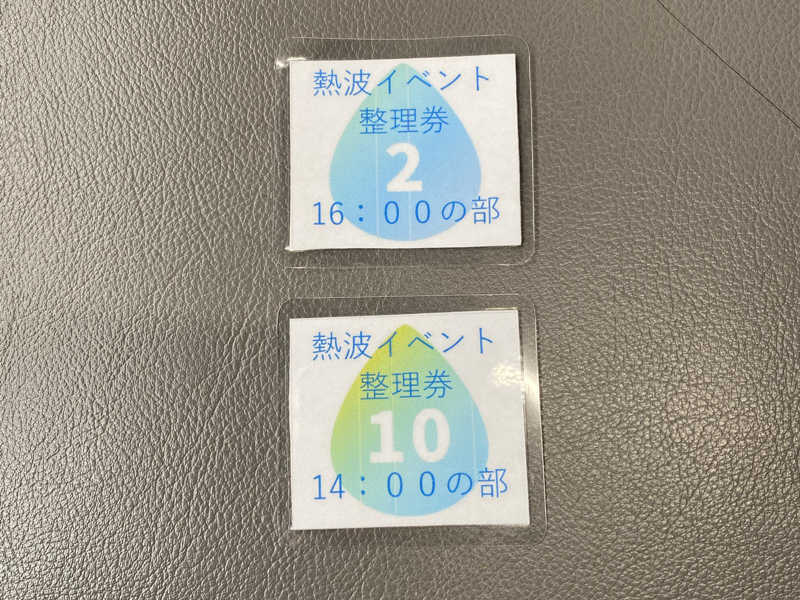 熱波イベント
整理券
2
16：００の部
熱波イベント
整理券
10
14：００の部